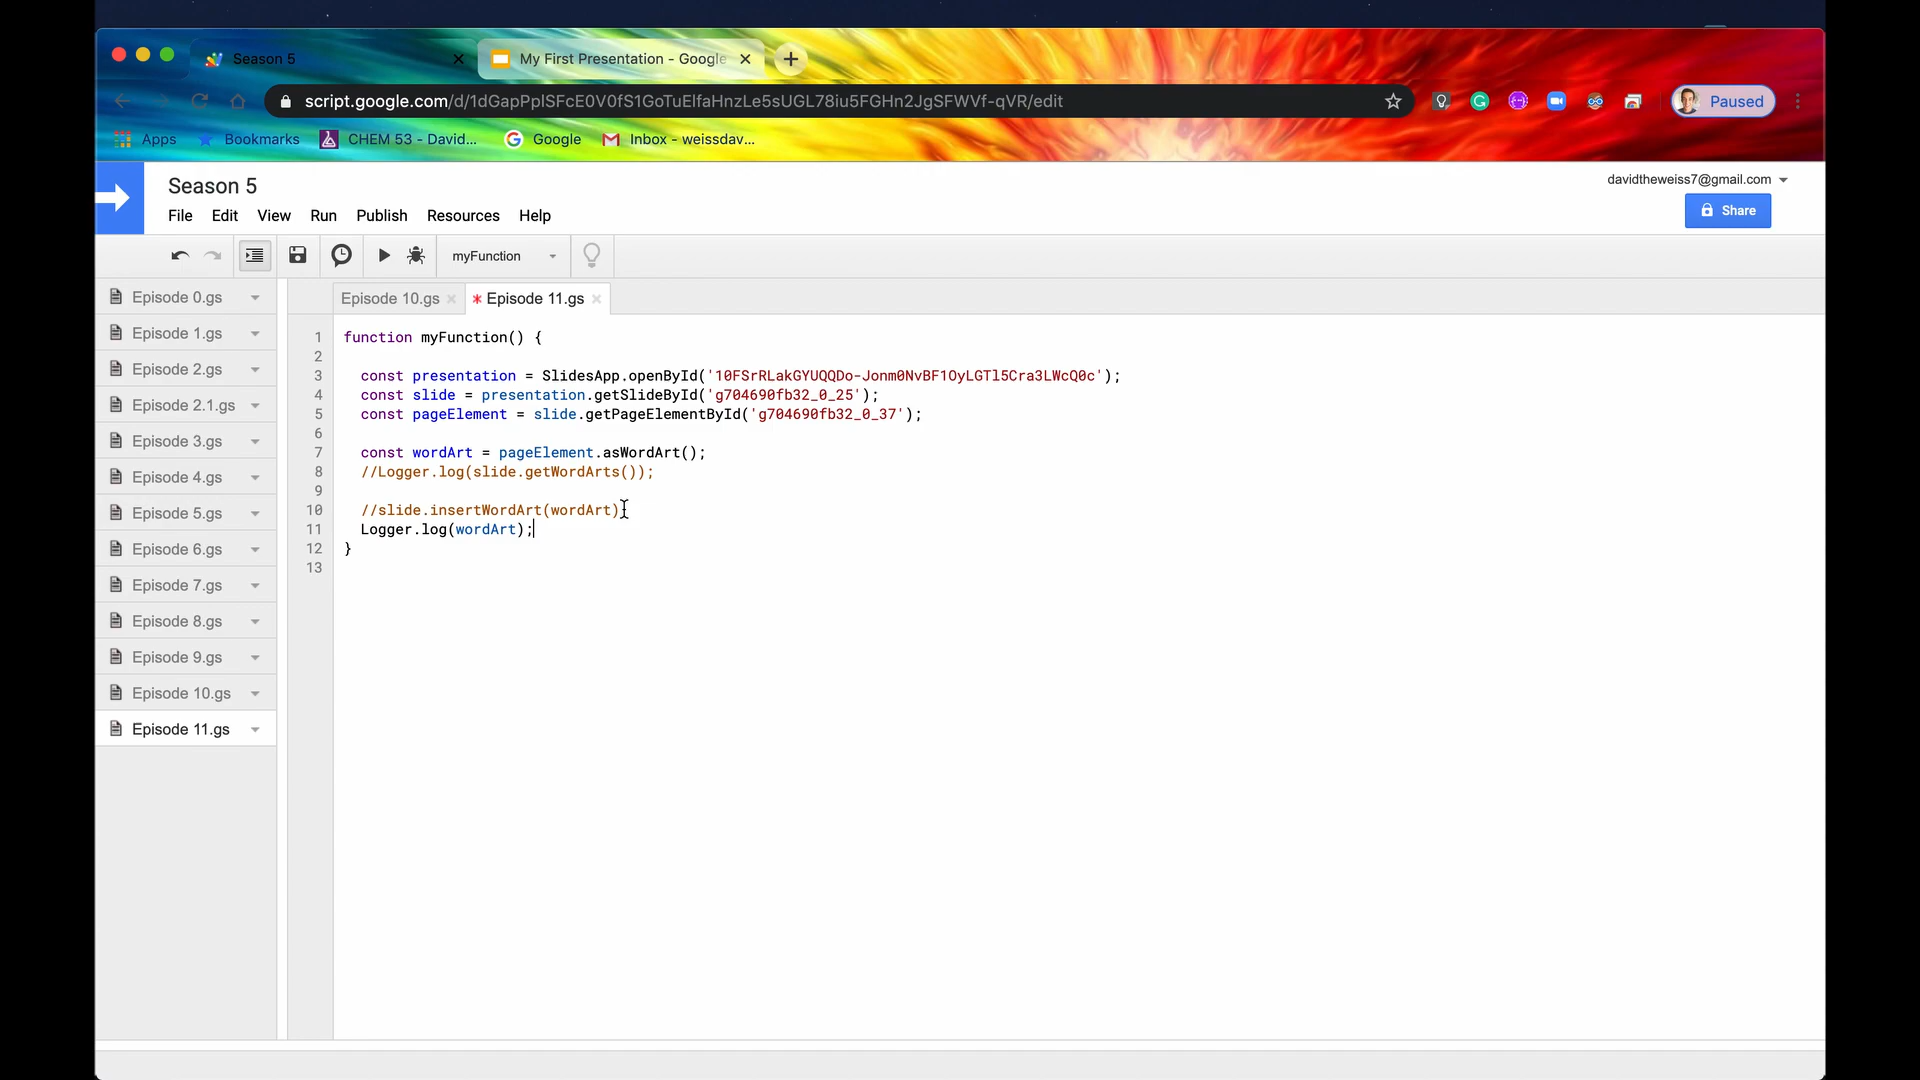 Season 5
My First Presentation - Google
script.google.com/d/1dGapPplSFcE0V0fS1GoTuElfaHnzLe5sUGL78iu5FGHn2JgSFWVf-qVR/edit
Paused
Apps
Bookmarks
CHEM 53 - David...
Google
Inbox - weissdav...
Season 5
davidtheweiss7@gmail.com
File Edit View Run Publish Resources Help
Share
myFunction
Episode 0.gs
Episode 1.gs
Episode 2.gs
Episode 2.1.gs
Episode 3.gs
Episode 4.gs
Episode 5.gs
Episode 6.gs
Episode 7.gs
Episode 8.gs
Episode 9.gs
Episode 10.gs
Episode 11.gs
Episode 10.gs
* Episode 11.gs
1 function myFunction() {
2
3 const presentation = SlidesApp.openById('10FSrRLakGYUQQDo-Jonm0NvBF1OyLGTl5Cra3LWcQ0c');
4 const slide = presentation.getSlideById('g704690fb32_0_25');
5 const pageElement = slide.getPageElementById('g704690fb32_0_37');
6
7 const wordArt = pageElement.asWordArt();
8 //Logger.log(slide.getWordArts());
9
10 //slide.insertWordArt(wordArt)
11 Logger.log(wordArt);
12 }
13